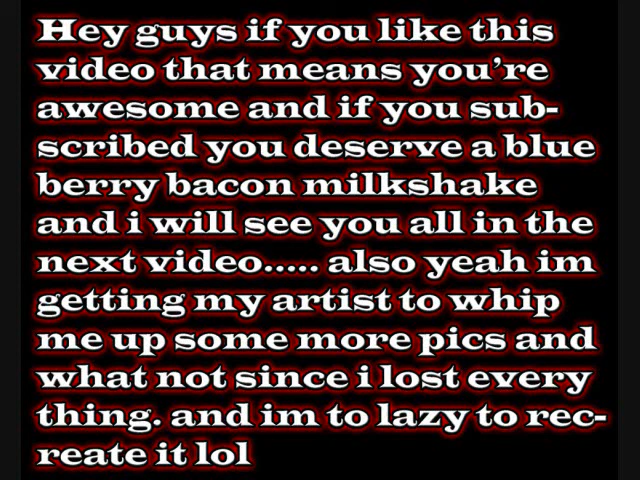 Hey guys if you like this
video that means you're
awesome and if you sub-
scribed you deserve a blue
berry bacon milkshake
and i will see you all in the
next video..... also yeah im
getting my artist to whip
me up some more pics and
what not since i lost every
thing. and im to lazy to rec-
reate it lol